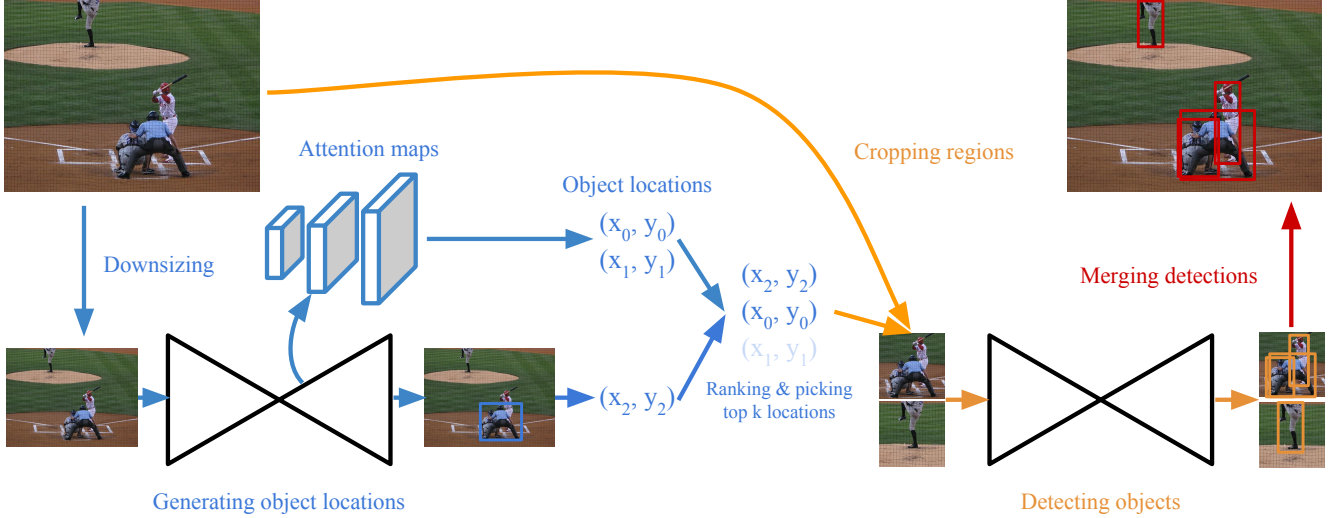 Attention maps
Object locations
Cropping regions
(x₀, y₀)
(x₁, y₁)
Downsizing
(x₂, y₂)
(x₀, y₀)
(x₁, y₁)
Merging detections
(x₂, y₂)
Ranking & picking
top k locations
Generating object locations
Detecting objects